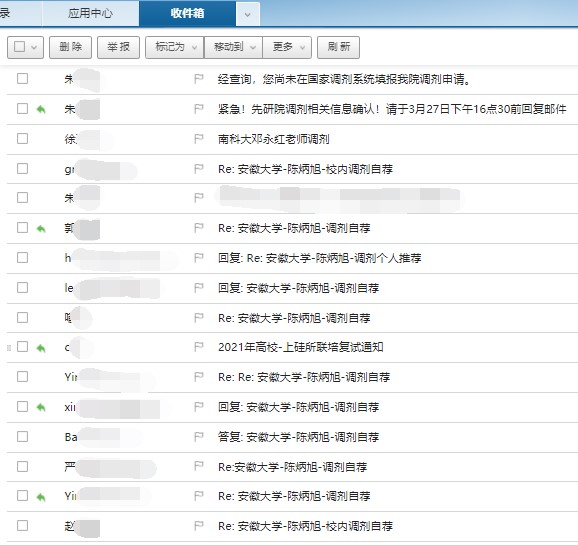 录 应用中心 收件箱
删 除 举 报 标记为 移动到 更多 刷 新
朱 经查询，您尚未在国家调剂系统填报我院调剂申请。
朱 紧急！先研院调剂相关信息确认！请于3月27日下午16点30前回复邮件
徐 南科大邓永红老师调剂
gr Re: 安徽大学-陈炳旭-校内调剂自荐
朱
郭 Re: 安徽大学-陈炳旭-调剂自荐
h 回复: Re: 安徽大学-陈炳旭-调剂个人推荐
le 回复: 安徽大学-陈炳旭-调剂自荐
Re: 安徽大学-陈炳旭-调剂自荐
c 2021年高校-上硅所联培复试通知
Yin Re: Re: 安徽大学-陈炳旭-调剂自荐
xin 回复: 安徽大学-陈炳旭-调剂自荐
Ba 答复: 安徽大学-陈炳旭-调剂自荐
严 Re:安徽大学-陈炳旭-调剂自荐
Yi Re: 安徽大学-陈炳旭-调剂自荐
赵 Re: 安徽大学-陈炳旭-校内调剂自荐